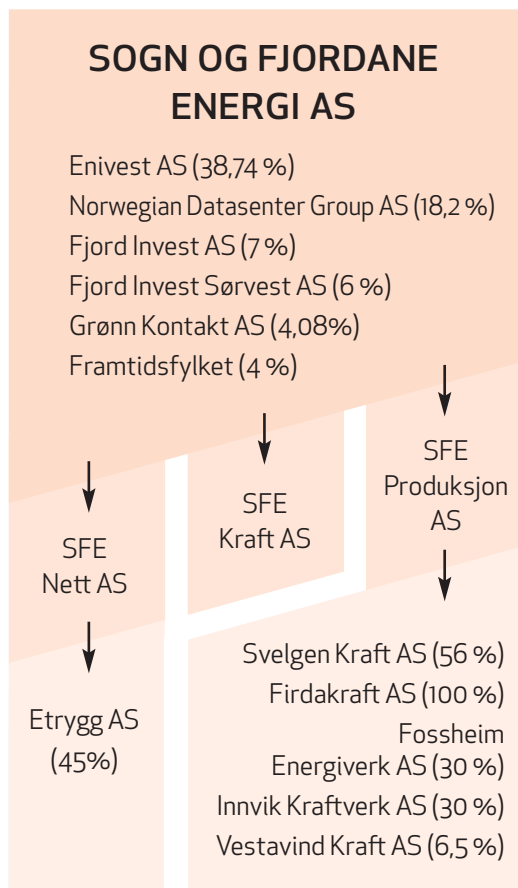 SOGN OG FJORDANE
ENERGI AS
Enivest AS (38,74 %)
Norwegian Datasenter Group AS (18,2 %)
Fjord Invest AS (7 %)
Fjord Invest Sørvest AS (6 %)
Grønn Kontakt AS (4,08%)
Framtidsfylket (4 %)
SFE
Nett AS
SFE
Kraft AS
SFE
Produksjon
AS
Etrygg AS
(45%)
Svelgen Kraft AS (56 %)
Firdakraft AS (100 %)
Fossheim
Energiverk AS (30 %)
Innvik Kraftverk AS (30 %)
Vestavind Kraft AS (6,5 %)